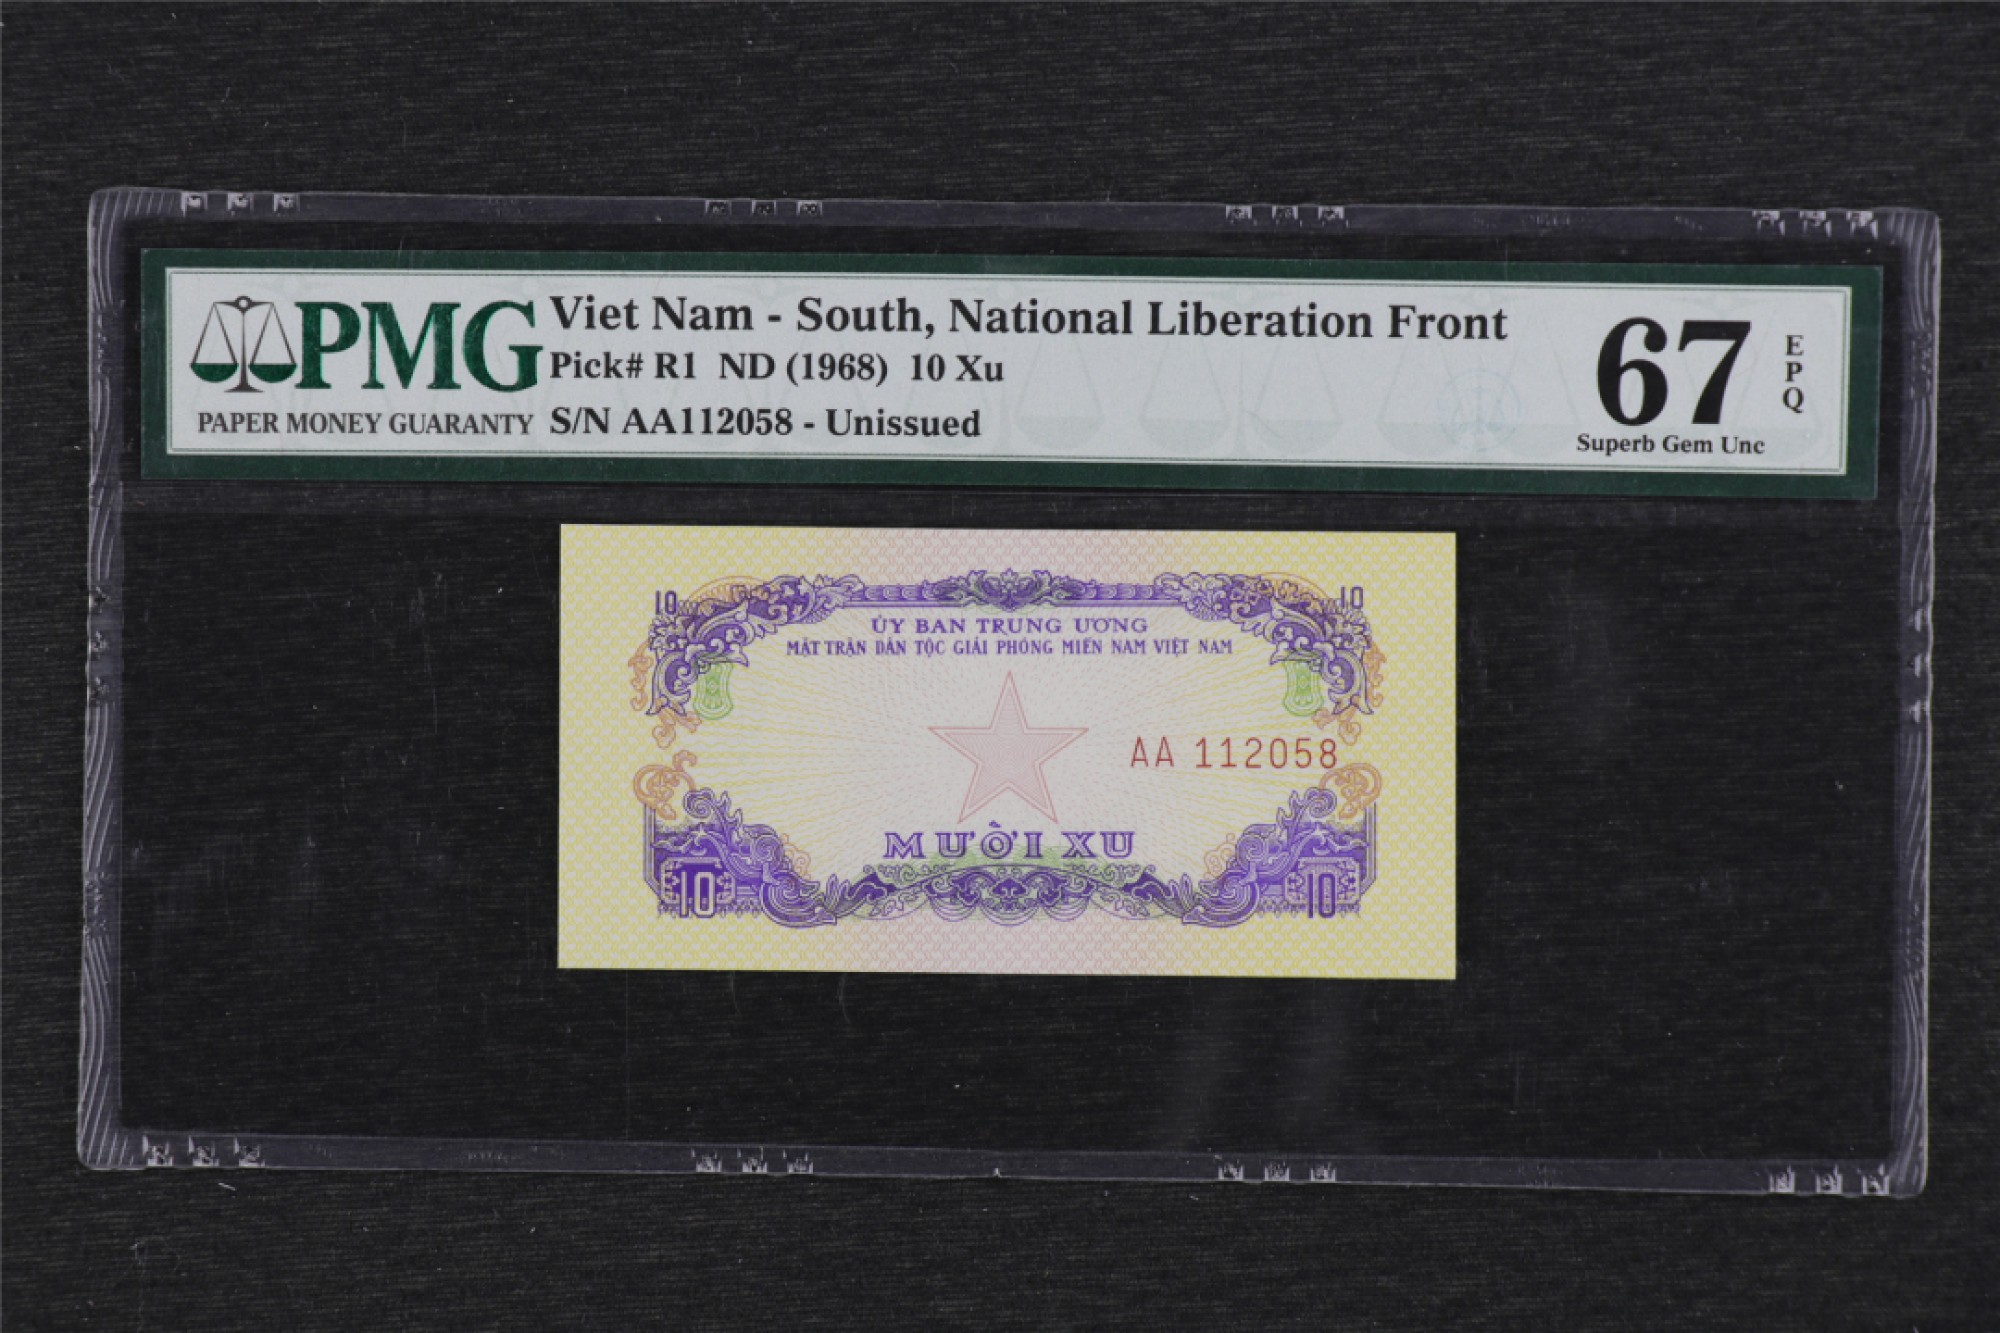 PMG
PAPER MONEY GUARANTY
Viet Nam - South, National Liberation Front
Pick# R1 ND (1968) 10 Xu
S/N AA112058 - Unissued
67
EPQ
Superb Gem Unc
10 10
ỦY BAN TRUNG ƯƠNG
MẶT TRẬN DÂN TỘC GIẢI PHÓNG MIỀN NAM VIỆT NAM
AA 112058
MƯỜI XU
10 10